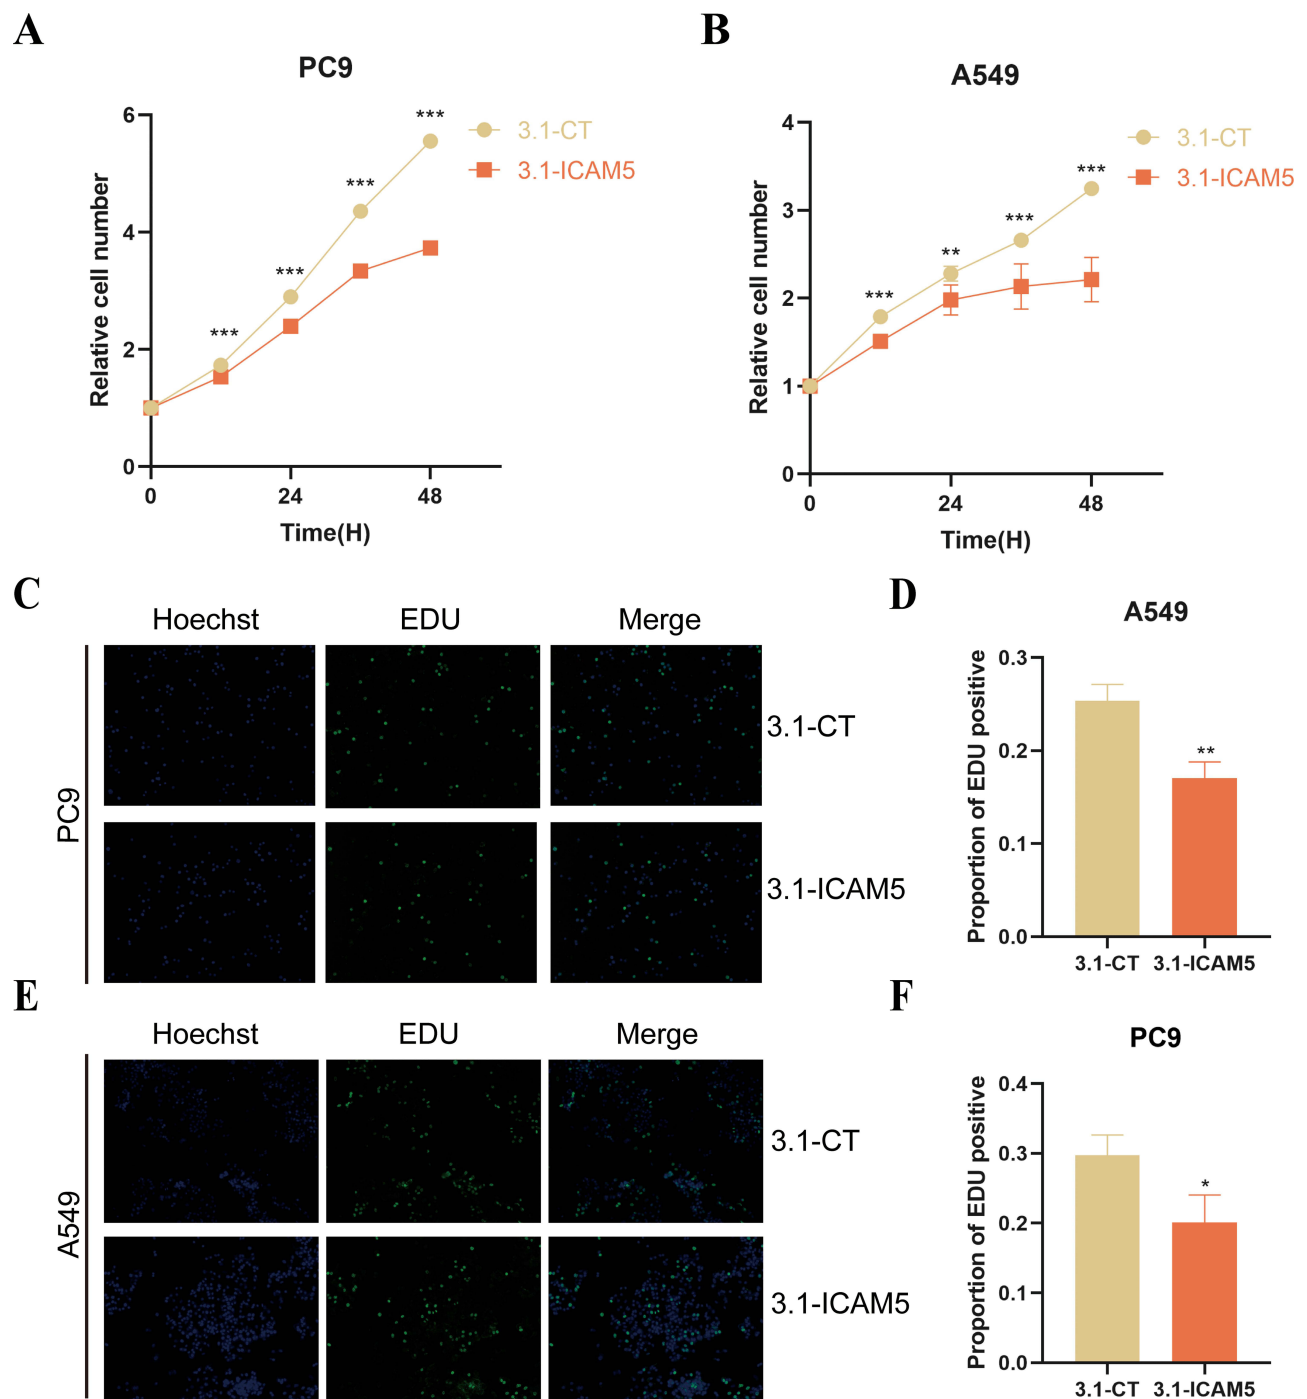 A
PC9
Relative cell number
6
4
2
0
0
24
48
Time(H)
***
***
***
***
3.1-CT
3.1-ICAM5
B
A549
Relative cell number
4
3
2
1
0
0
24
48
Time(H)
***
**
***
***
3.1-CT
3.1-ICAM5
C
Hoechst
EDU
Merge
PC9
3.1-CT
3.1-ICAM5
D
A549
Proportion of EDU positive
0.3
0.2
0.1
0.0
**
3.1-CT
3.1-ICAM5
E
Hoechst
EDU
Merge
A549
3.1-CT
3.1-ICAM5
F
PC9
Proportion of EDU positive
0.4
0.3
0.2
0.1
0.0
*
3.1-CT
3.1-ICAM5